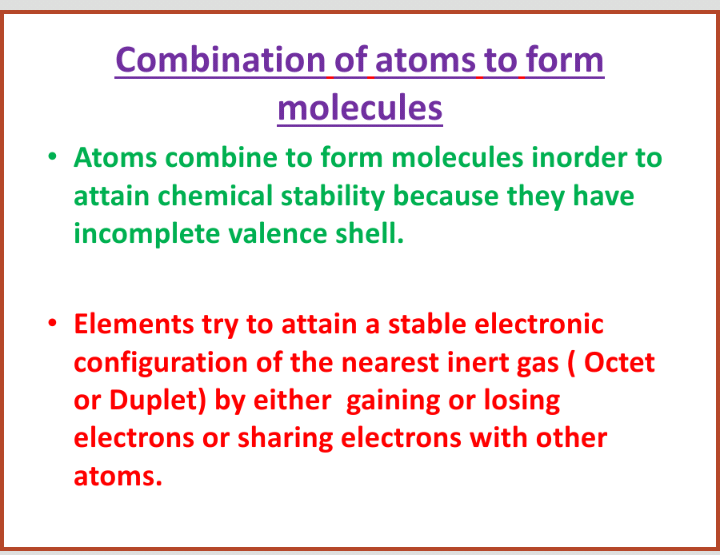 Combination of atoms to form
molecules
• Atoms combine to form molecules inorder to
attain chemical stability because they have
incomplete valence shell.
• Elements try to attain a stable electronic
configuration of the nearest inert gas ( Octet
or Duplet) by either  gaining or losing
electrons or sharing electrons with other
atoms.